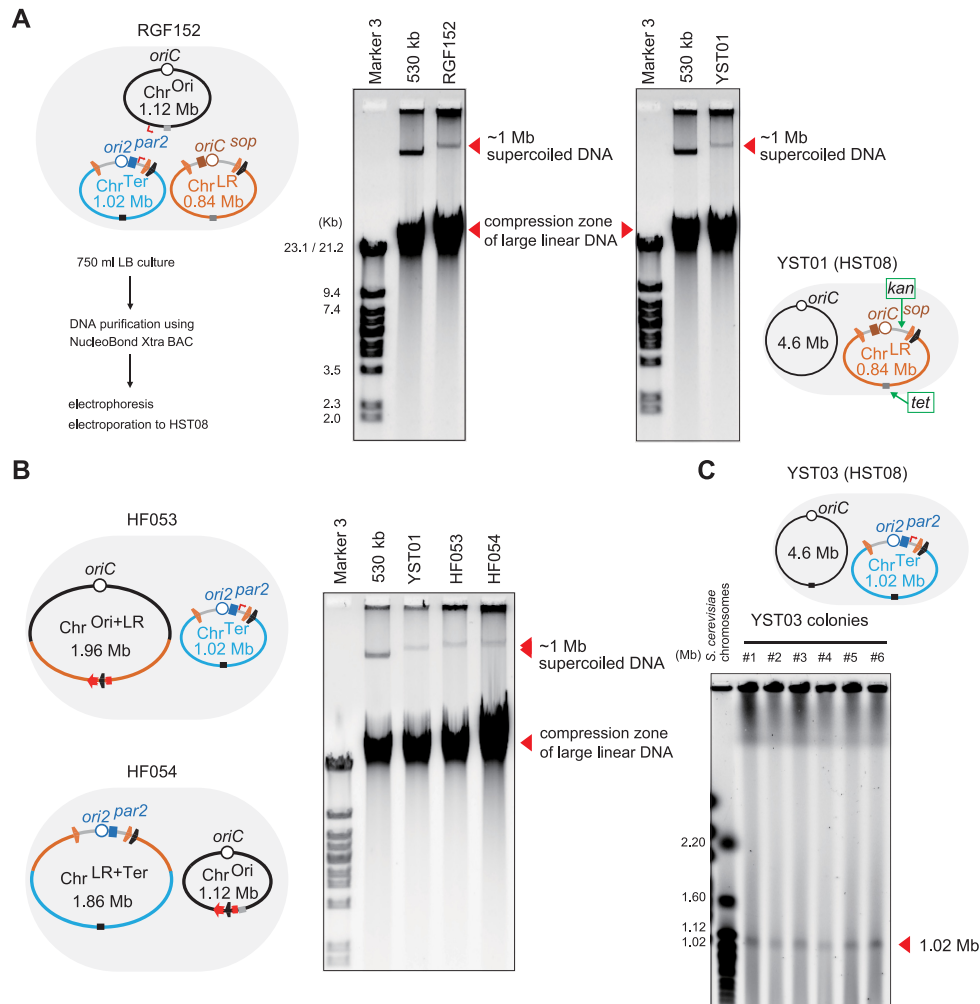 A
RGF152
oriC
Chr Ori
1.12 Mb
ori2 par2
oriC sop
Chr Ter
1.02 Mb
Chr LR
0.84 Mb
750 ml LB culture
DNA purification using
NucleoBond Xtra BAC
electrophoresis
electroporation to HST08
Marker 3
530 kb
RGF152
(Kb)
23.1 / 21.2
9.4
7.4
3.5
2.3
2.0
~1 Mb
supercoiled DNA
compression zone
of large linear DNA
Marker 3
530 kb
YST01
~1 Mb
supercoiled DNA
YST01 (HST08)
oriC
4.6 Mb
kan
oriC sop
Chr LR
0.84 Mb
tet
B
HF053
oriC
Chr Ori+LR
1.96 Mb
ori2 par2
Chr Ter
1.02 Mb
HF054
ori2 par2
Chr LR+Ter
1.86 Mb
oriC
Chr Ori
1.12 Mb
Marker 3
530 kb
YST01
HF053
HF054
~1 Mb
supercoiled DNA
compression zone
of large linear DNA
C
YST03 (HST08)
oriC
4.6 Mb
ori2 par2
Chr Ter
1.02 Mb
YST03 colonies
S. cerevisiae
chromosomes
(Mb)
#1 #2 #3 #4 #5 #6
2.20
1.60
1.12
1.02
1.02 Mb